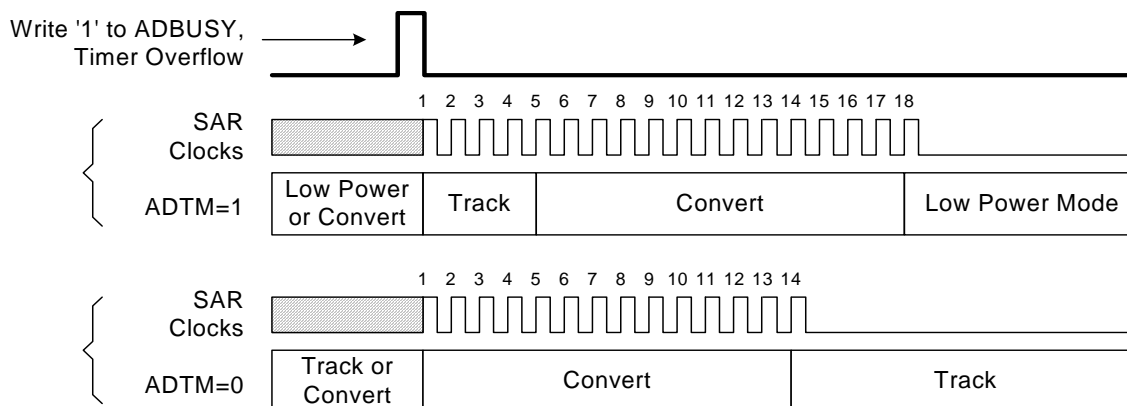 Write '1' to ADBUSY,
Timer Overflow
1 2 3 4 5 6 7 8 9 10 11 12 13 14 15 16 17 18
SAR
Clocks
ADTM=1
Low Power
or Convert
Track
Convert
Low Power Mode
1 2 3 4 5 6 7 8 9 10 11 12 13 14
SAR
Clocks
ADTM=0
Track or
Convert
Convert
Track